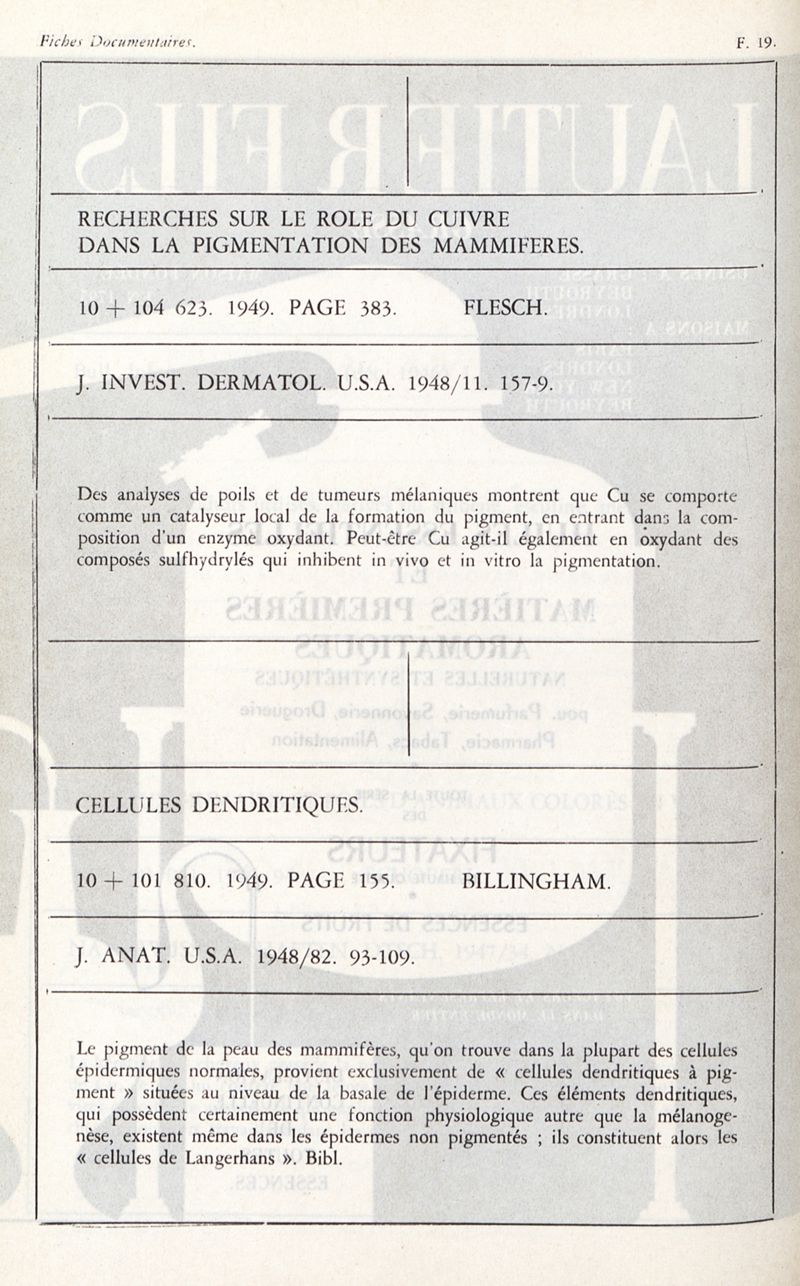 Fiches Documentaires.
F. 19.
RECHERCHES SUR LE ROLE DU CUIVRE
DANS LA PIGMENTATION DES MAMMIFERES.
10 + 104 623. 1949. PAGE 383. FLESCH.
J. INVEST. DERMATOL. U.S.A. 1948/11. 157-9.
Des analyses de poils et de tumeurs mélaniques montrent que Cu se comporte
comme un catalyseur local de la formation du pigment, en entrant dans la com-
position d'un enzyme oxydant. Peut-être Cu agit-il également en oxydant des
composés sulfhydrylés qui inhibent in vivo et in vitro la pigmentation.
CELLULES DENDRITIQUES.
10 + 101 810. 1949. PAGE 155. BILLINGHAM.
J. ANAT. U.S.A. 1948/82. 93-109.
Le pigment de la peau des mammifères, qu'on trouve dans la plupart des cellules
épidermiques normales, provient exclusivement de « cellules dendritiques à pig-
ment » situées au niveau de la basale de l'épiderme. Ces éléments dendritiques,
qui possèdent certainement une fonction physiologique autre que la mélanoge-
nèse, existent même dans les épidermes non pigmentés ; ils constituent alors les
« cellules de Langerhans ». Bibl.